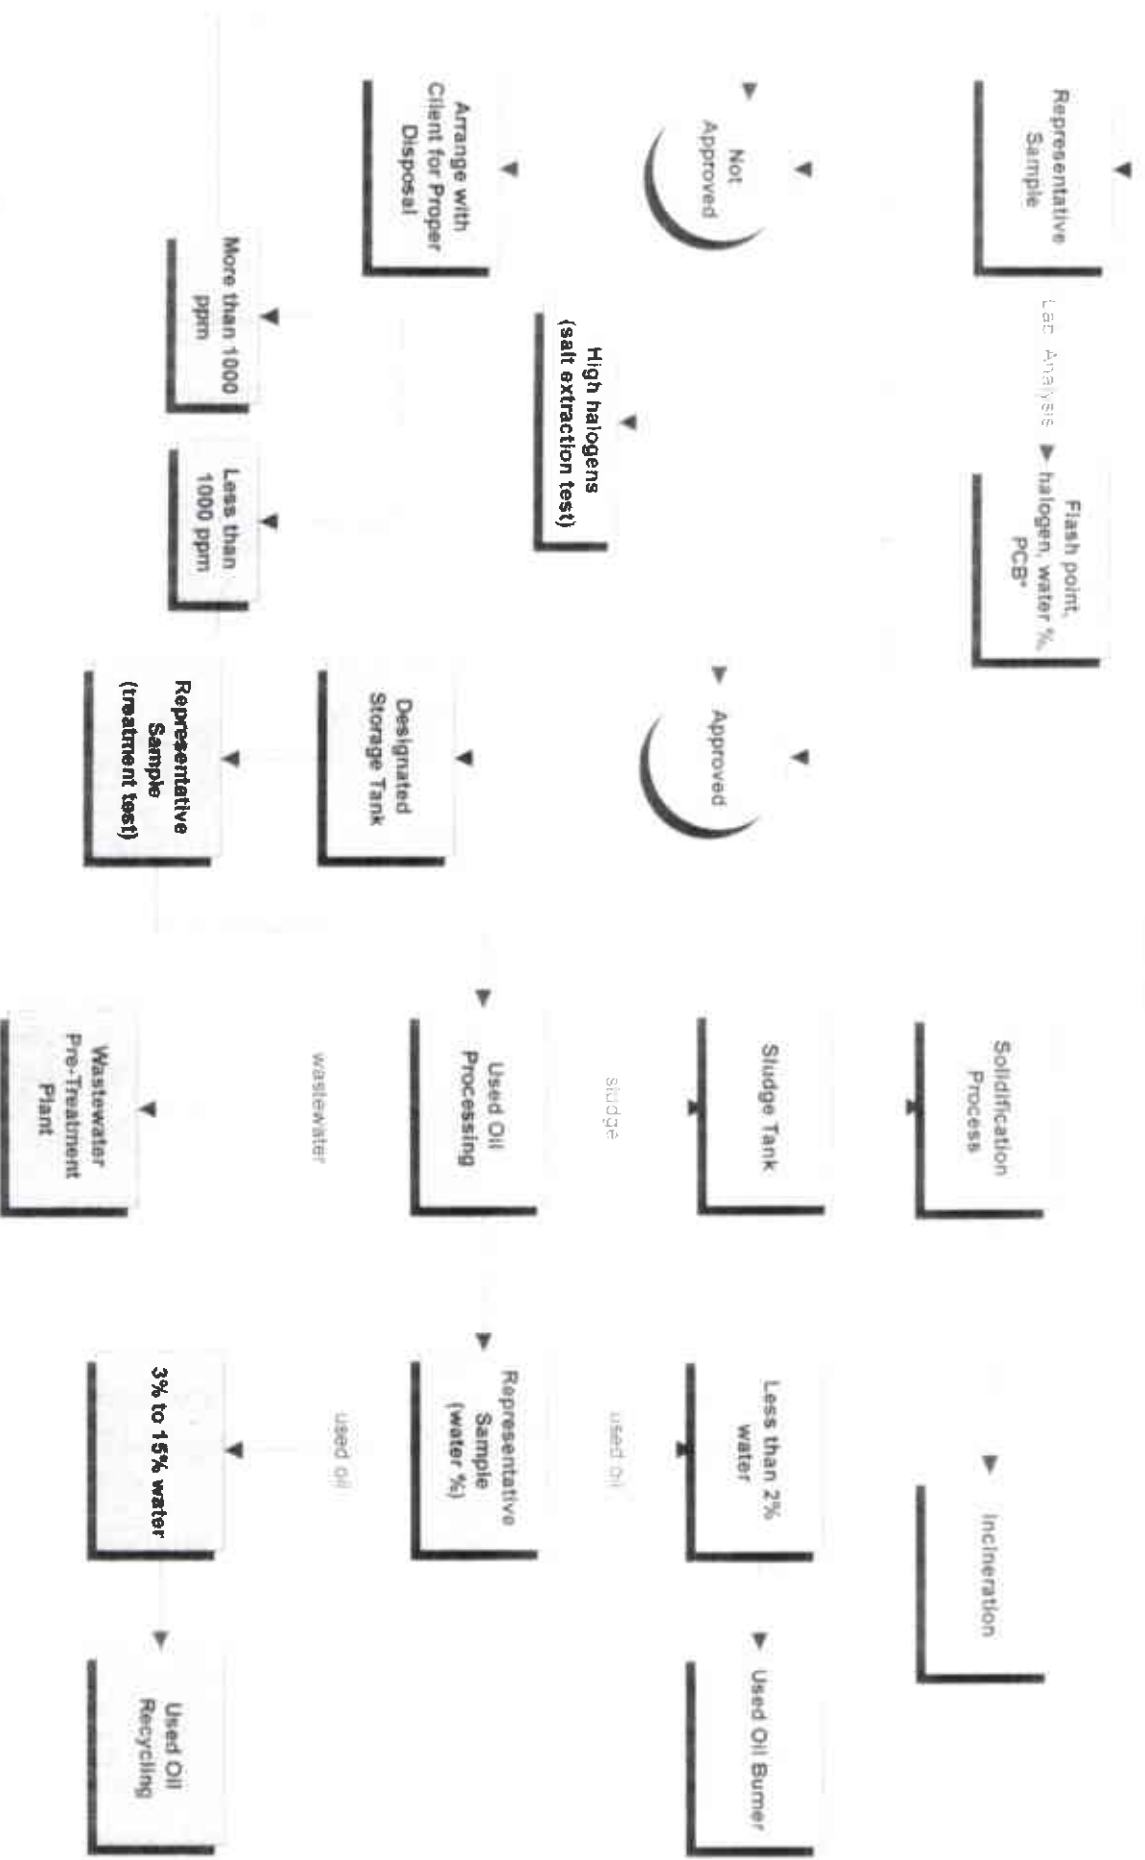 Representative
Sample
Lab Analysis
Flash point,
halogen, water %,
PCB*
Solidification
Process
Incineration
Not
Approved
Approved
Sludge Tank
Less than 2%
water
Used Oil Burner
High halogens
(salt extraction test)
sludge
used oil
Arrange with
Client for Proper
Disposal
Designated
Storage Tank
Used Oil
Processing
Representative
Sample
(water %)
wastewater
used oil
More than 1000
ppm
Less than
1000 ppm
Representative
Sample
(treatment test)
Wastewater
Pre-Treatment
Plant
3% to 15% water
Used Oil
Recycling